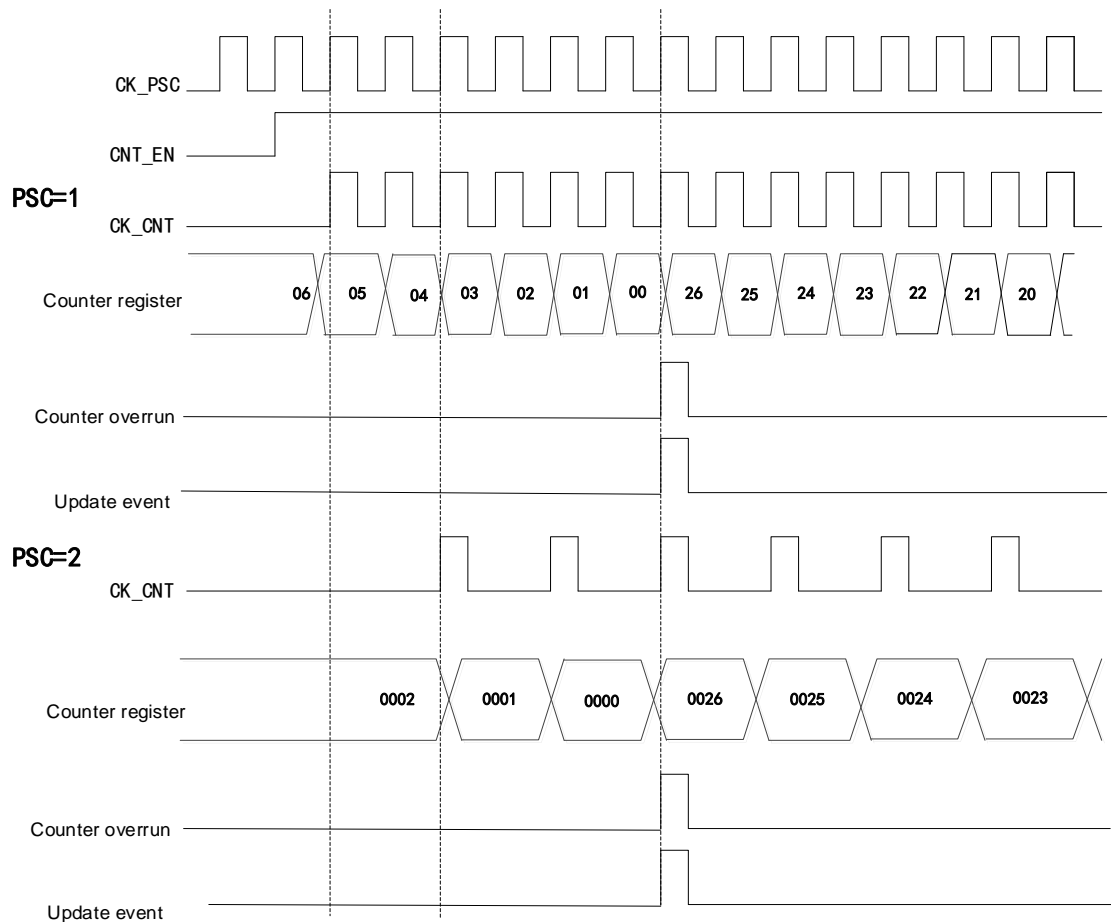 CK_PSC
CNT_EN
PSC=1
CK_CNT
Counter register 06 05 04 03 02 01 00 26 25 24 23 22 21 20
Counter overrun
Update event
PSC=2
CK_CNT
Counter register 0002 0001 0000 0026 0025 0024 0023
Counter overrun
Update event